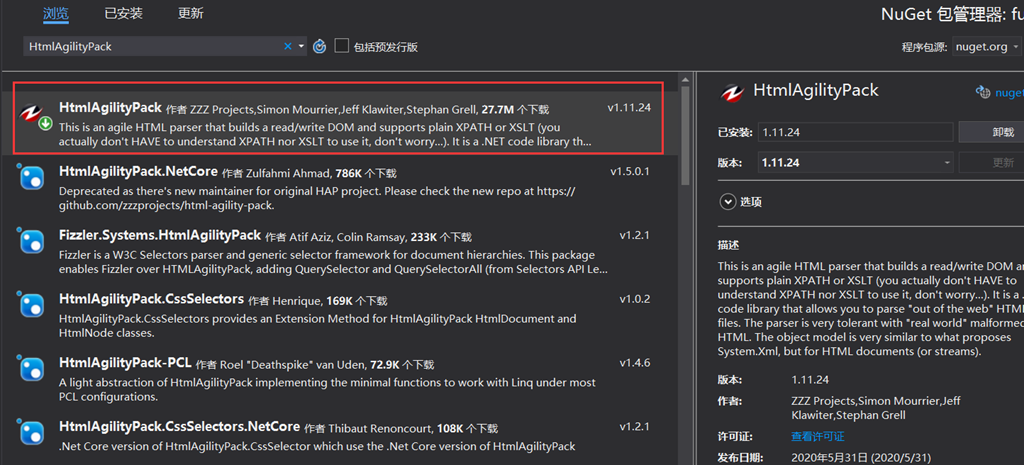 浏览 已安装 更新
NuGet 包管理器: fu
HtmlAgilityPack
包括预发行版
程序包源: nuget.org
HtmlAgilityPack 作者 ZZZ Projects,Simon Mourrier,Jeff Klawiter,Stephan Grell, 27.7M 个下载 v1.11.24
This is an agile HTML parser that builds a read/write DOM and supports plain XPATH or XSLT (you
actually don't HAVE to understand XPATH nor XSLT to use it, don't worry...). It is a .NET code library th...
HtmlAgilityPack.NetCore 作者 Zulfahmi Ahmad, 786K 个下载 v1.5.0.1
Deprecated as there's new maintainer for original HAP project. Please check the new repo at https://
github.com/zzzprojects/html-agility-pack.
Fizzler.Systems.HtmlAgilityPack 作者 Atif Aziz, Colin Ramsay, 233K 个下载 v1.2.1
Fizzler is a W3C Selectors parser and generic selector framework for document hierarchies. This package
enables Fizzler over HTMLAgilityPack, adding QuerySelector and QuerySelectorAll (from Selectors API Le...
HtmlAgilityPack.CssSelectors 作者 Henrique, 169K 个下载 v1.0.2
HtmlAgilityPack.CssSelectors provides an Extension Method for HtmlAgilityPack HtmlDocument and
HtmlNode classes.
HtmlAgilityPack-PCL 作者 Roel "Deathspike" van Uden, 72.9K 个下载 v1.4.6
A light abstraction of HtmlAgilityPack implementing the minimal functions to work with Linq under most
PCL configurations.
HtmlAgilityPack.CssSelectors.NetCore 作者 Thibaut Renoncourt, 108K 个下载 v1.2.1
.Net Core version of HtmlAgilityPack.CssSelector which use the .Net Core version of HtmlAgilityPack
HtmlAgilityPack
nuget
已安装: 1.11.24 卸载
版本: 1.11.24 更新
选项
描述
This is an agile HTML parser that builds a read/write DOM an
supports plain XPATH or XSLT (you actually don't HAVE to
understand XPATH nor XSLT to use it, don't worry...). It is a .
code library that allows you to parse "out of the web" HTM
files. The parser is very tolerant with "real world" malformed
HTML. The object model is very similar to what proposes
System.Xml, but for HTML documents (or streams).
版本: 1.11.24
作者: ZZZ Projects,Simon Mourrier,Jeff
Klawiter,Stephan Grell
许可证: 查看许可证
发布日期: 2020年5月31日 (2020/5/31)